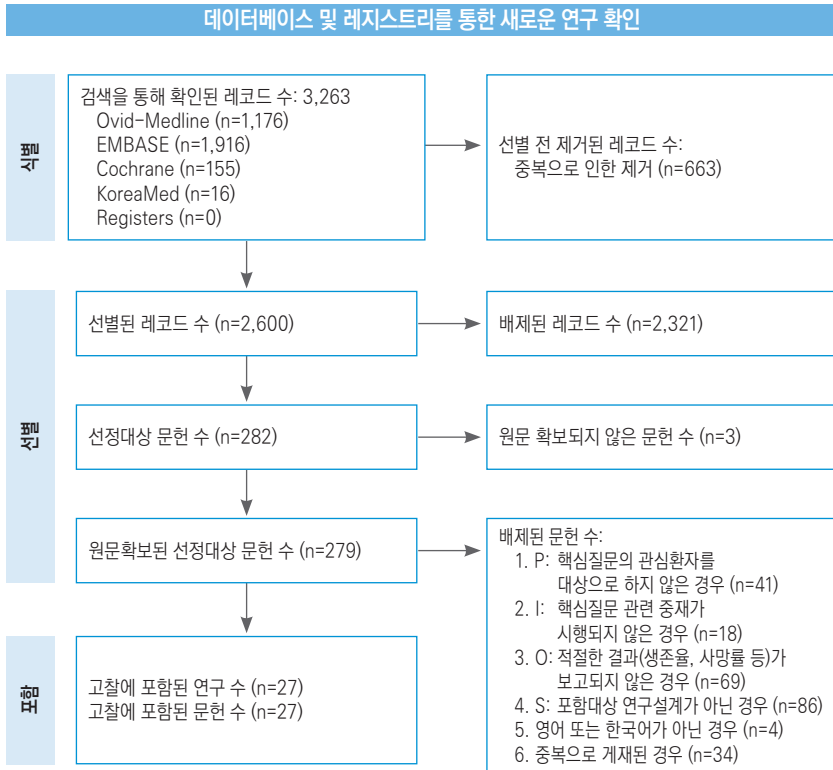 데이터베이스 및 레지스트리를 통한 새로운 연구 확인
식별
검색을 통해 확인된 레코드 수: 3,263
Ovid-Medline (n=1,176)
EMBASE (n=1,916)
Cochrane (n=155)
KoreaMed (n=16)
Registers (n=0)
선별 전 제거된 레코드 수:
중복으로 인한 제거 (n=663)
선별
선별된 레코드 수 (n=2,600)
배제된 레코드 수 (n=2,321)
선정대상 문헌 수 (n=282)
원문 확보되지 않은 문헌 수 (n=3)
원문확보된 선정대상 문헌 수 (n=279)
배제된 문헌 수:
1. P: 핵심질문의 관심환자를
대상으로 하지 않은 경우 (n=41)
2. I: 핵심질문 관련 중재가
시행되지 않은 경우 (n=18)
3. O: 적절한 결과(생존율, 사망률 등)가
보고되지 않은 경우 (n=69)
4. S: 포함대상 연구설계가 아닌 경우 (n=86)
5. 영어 또는 한국어가 아닌 경우 (n=4)
6. 중복으로 게재된 경우 (n=34)
포함
고찰에 포함된 연구 수 (n=27)
고찰에 포함된 문헌 수 (n=27)